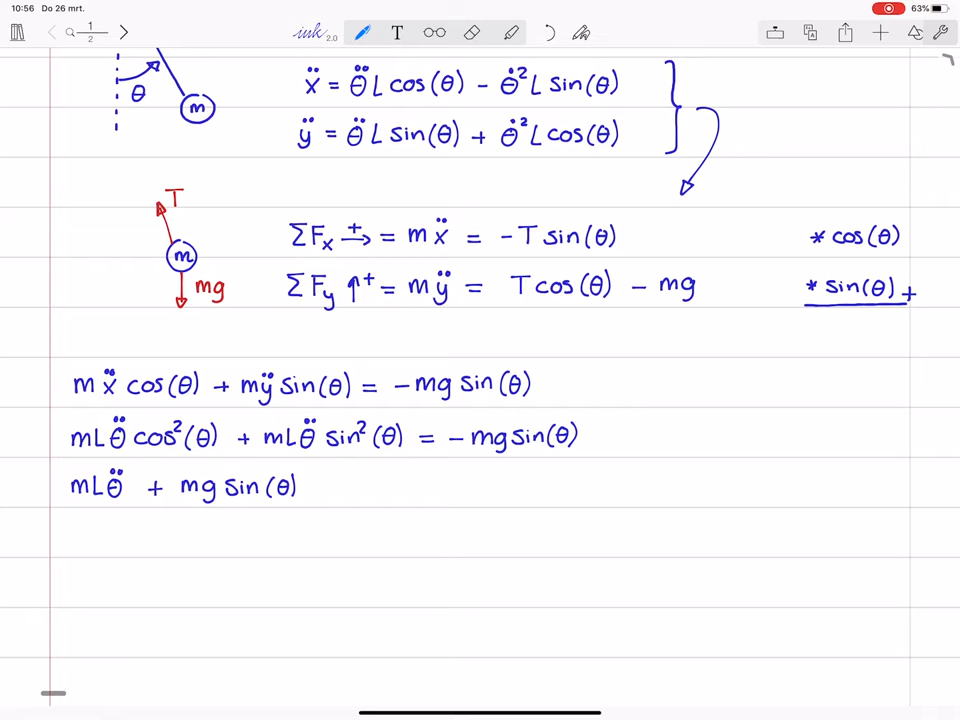 10:56 Do 26 mrt. 63%
1
2
ink 2.0 T
θ
m
ẍ = θ̈ L cos(θ) - θ̇² L sin(θ)
ÿ = θ̈ L sin(θ) + θ̇² L cos(θ)
T
m
mg
ΣFx →+ = mẍ = -T sin(θ) * cos(θ)
ΣFy ↑+ = mÿ = T cos(θ) - mg * sin(θ) +
mẍ cos(θ) + mÿ sin(θ) = -mg sin(θ)
mLθ̈ cos²(θ) + mLθ̈ sin²(θ) = -mg sin(θ)
mLθ̈ + mg sin(θ)